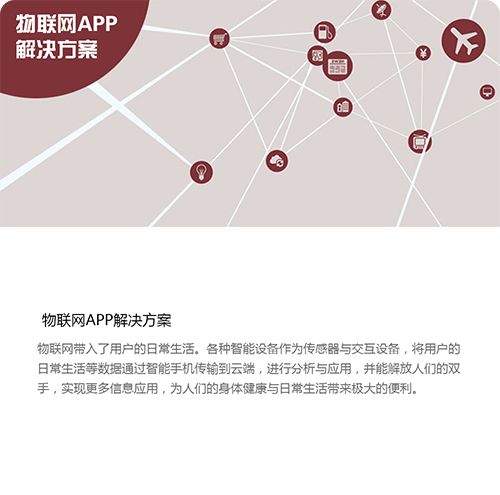 物联网APP
解决方案
¥
物联网APP解决方案
物联网带入了用户的日常生活。各种智能设备作为传感器与交互设备，将用户的
日常生活等数据通过智能手机传输到云端，进行分析与应用，并能解放人们的双
手，实现更多信息应用，为人们的身体健康与日常生活带来极大的便利。